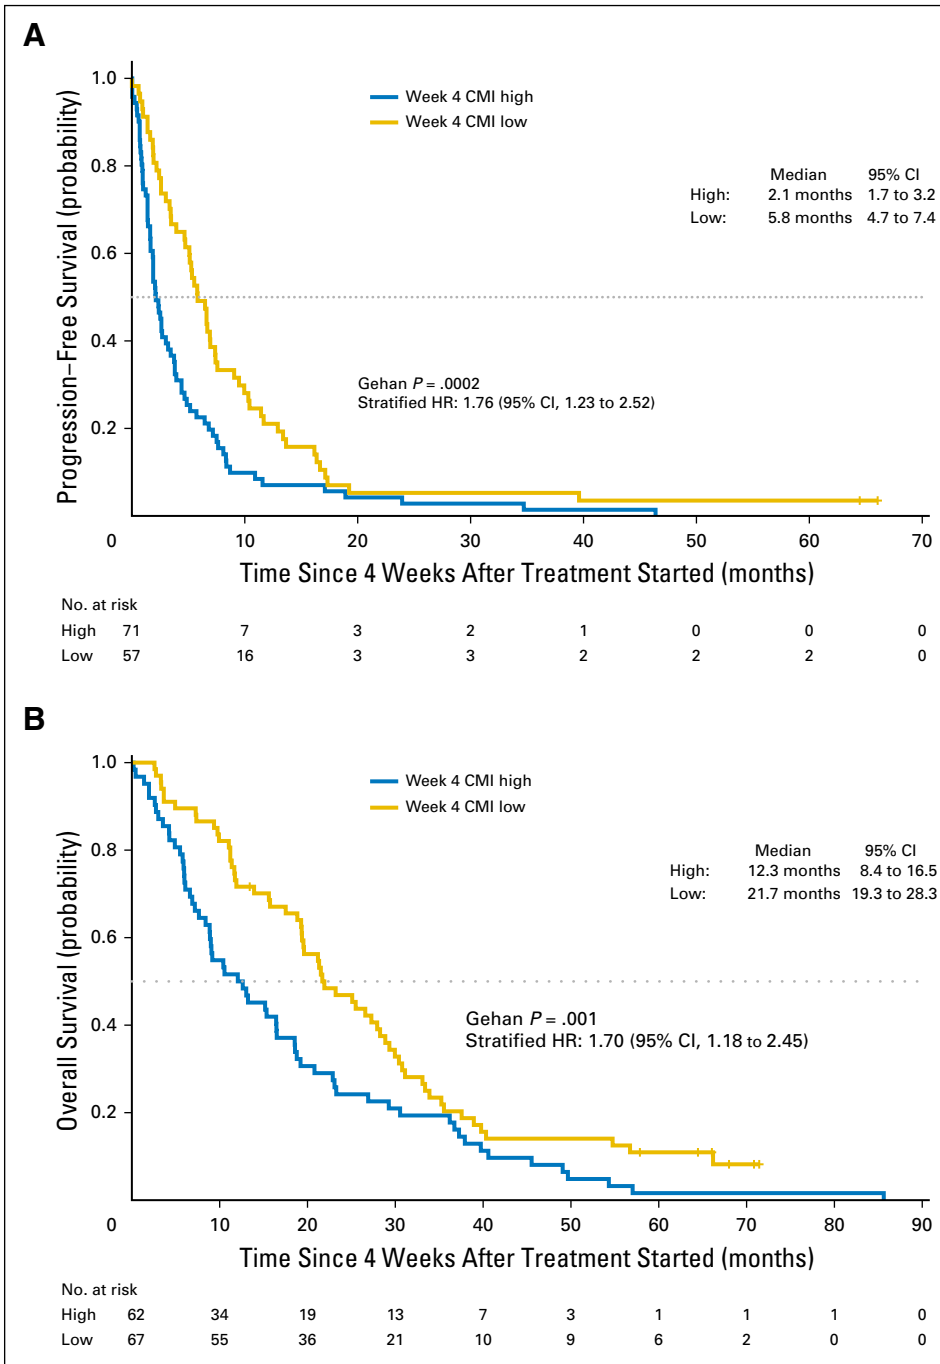 A
Progression–Free Survival (probability)
1.0
0.8
0.6
0.4
0.2
Week 4 CMI high
Week 4 CMI low
Median 95% CI
High: 2.1 months 1.7 to 3.2
Low: 5.8 months 4.7 to 7.4
Gehan P = .0002
Stratified HR: 1.76 (95% CI, 1.23 to 2.52)
0 10 20 30 40 50 60 70
Time Since 4 Weeks After Treatment Started (months)
No. at risk
High 71 7 3 2 1 0 0 0
Low 57 16 3 3 2 2 2 0
B
Overall Survival (probability)
1.0
0.8
0.6
0.4
0.2
Week 4 CMI high
Week 4 CMI low
Median 95% CI
High: 12.3 months 8.4 to 16.5
Low: 21.7 months 19.3 to 28.3
Gehan P = .001
Stratified HR: 1.70 (95% CI, 1.18 to 2.45)
0 10 20 30 40 50 60 70 80 90
Time Since 4 Weeks After Treatment Started (months)
No. at risk
High 62 34 19 13 7 3 1 1 1 0
Low 67 55 36 21 10 9 6 2 0 0